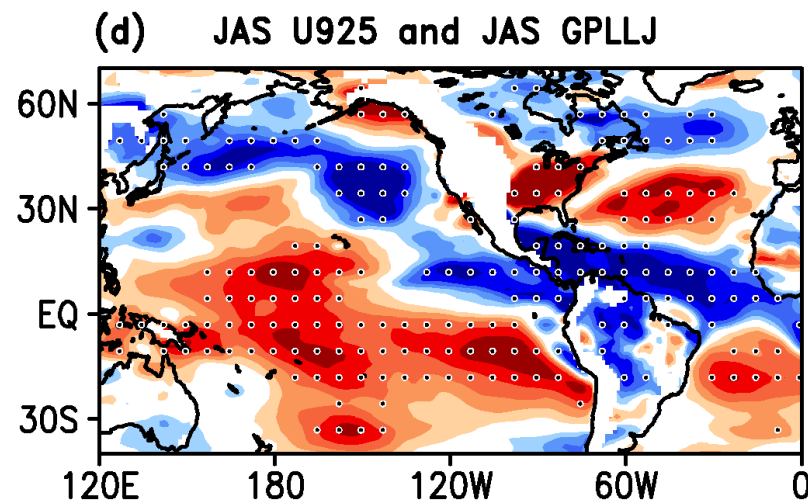 (d) JAS U925 and JAS GPLLJ
60N
30N
EQ
30S
120E 180 120W 60W 0